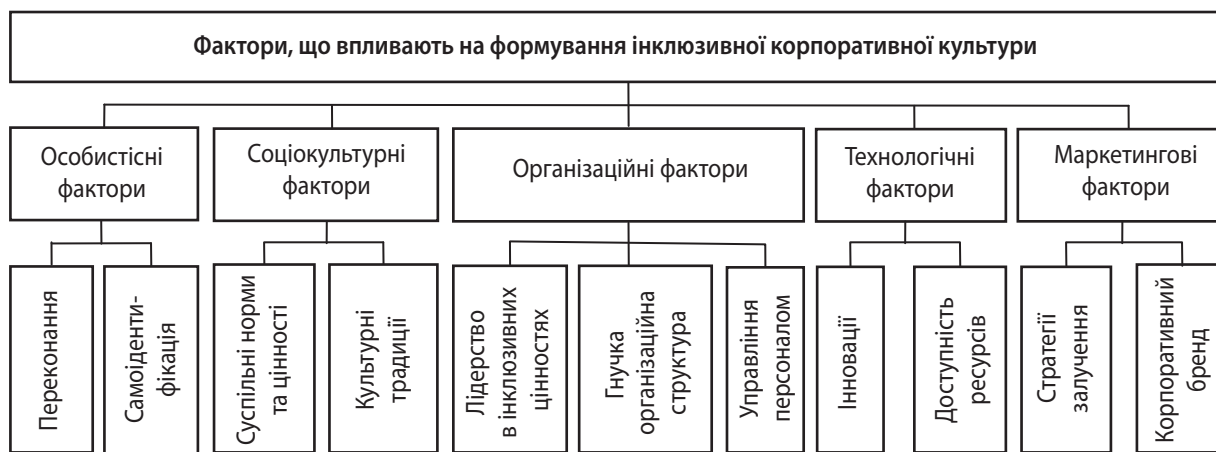 Фактори, що впливають на формування інклюзивної корпоративної культури
Особистісні
фактори
Соціокультурні
фактори
Організаційні фактори
Технологічні
фактори
Маркетингові
фактори
Переконання
Самоіденти-
фікація
Суспільні норми
та цінності
Культурні
традиції
Лідерство
в інклюзивних
цінностях
Гнучка
організаційна
структура
Управління
персоналом
Інновації
Доступність
ресурсів
Стратегії
залучення
Корпоративний
бренд